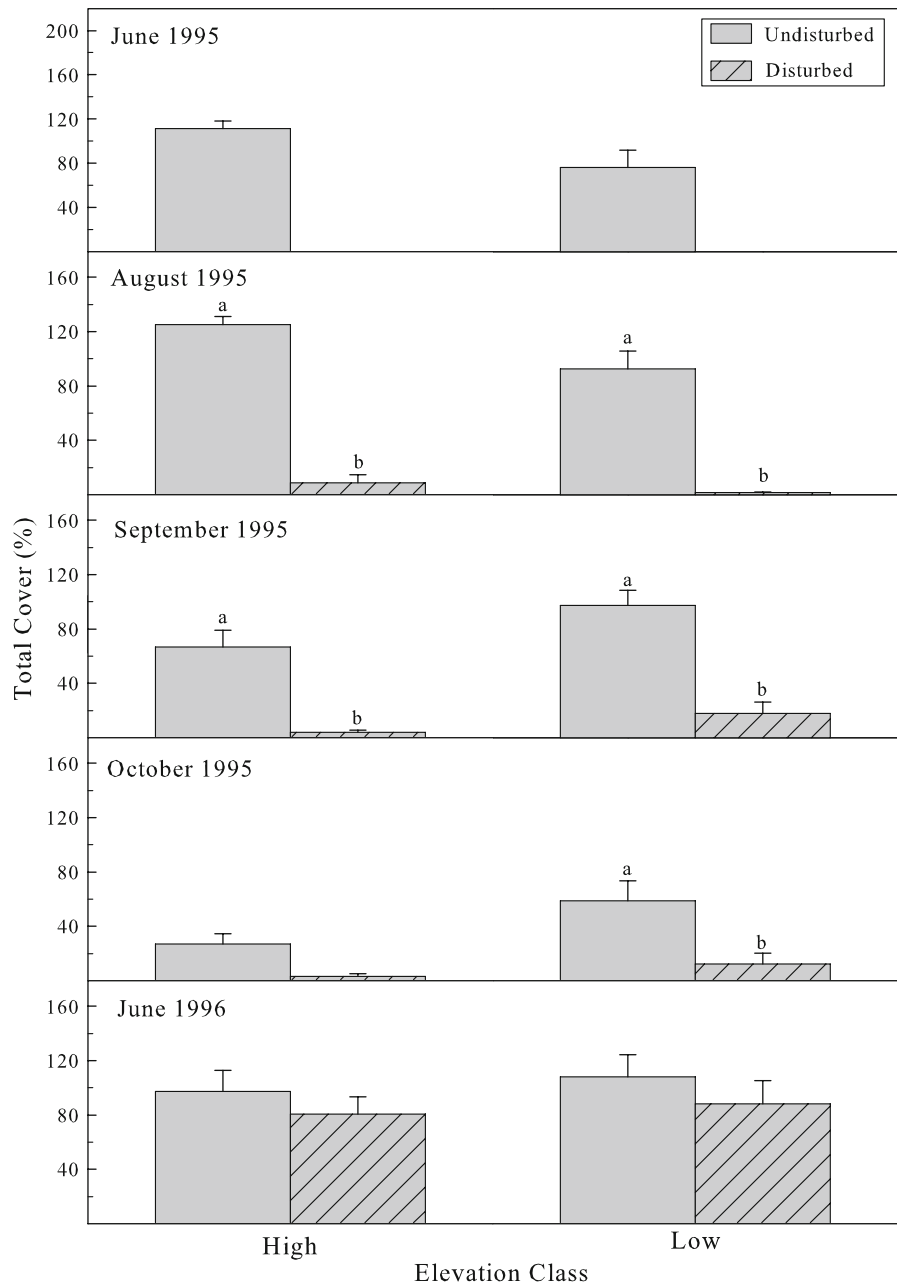 June 1995
Undisturbed
Disturbed
200
160
120
80
40
August 1995
160
120
80
40
a
b
a
b
September 1995
160
120
80
40
a
b
a
b
Total Cover (%)
October 1995
160
120
80
40
a
b
June 1996
160
120
80
40
High
Low
Elevation Class